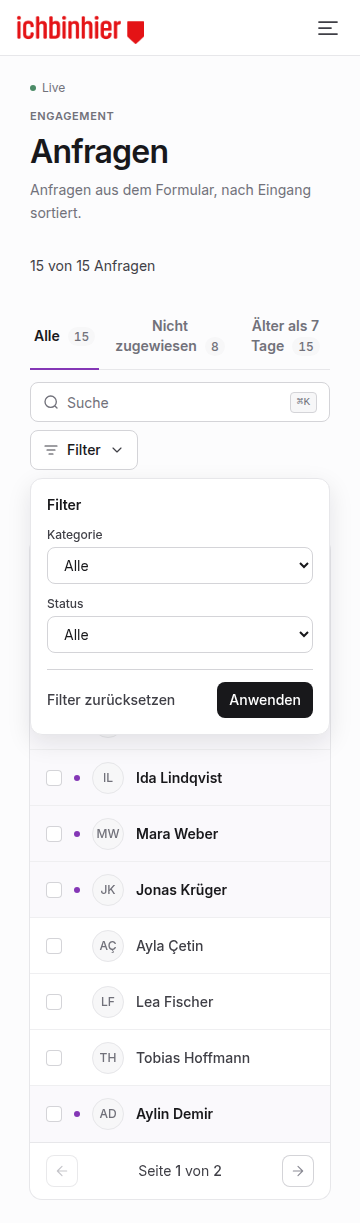 ichbinhier
Live
ENGAGEMENT
Anfragen
Anfragen aus dem Formular, nach Eingang
sortiert.
15 von 15 Anfragen
Alle 15
Nicht
zugewiesen 8
Älter als 7
Tage 15
Suche ⌘K
Filter
Filter
Kategorie
Alle
Status
Alle
Filter zurücksetzen Anwenden
IL Ida Lindqvist
MW Mara Weber
JK Jonas Krüger
AÇ Ayla Çetin
LF Lea Fischer
TH Tobias Hoffmann
AD Aylin Demir
Seite 1 von 2